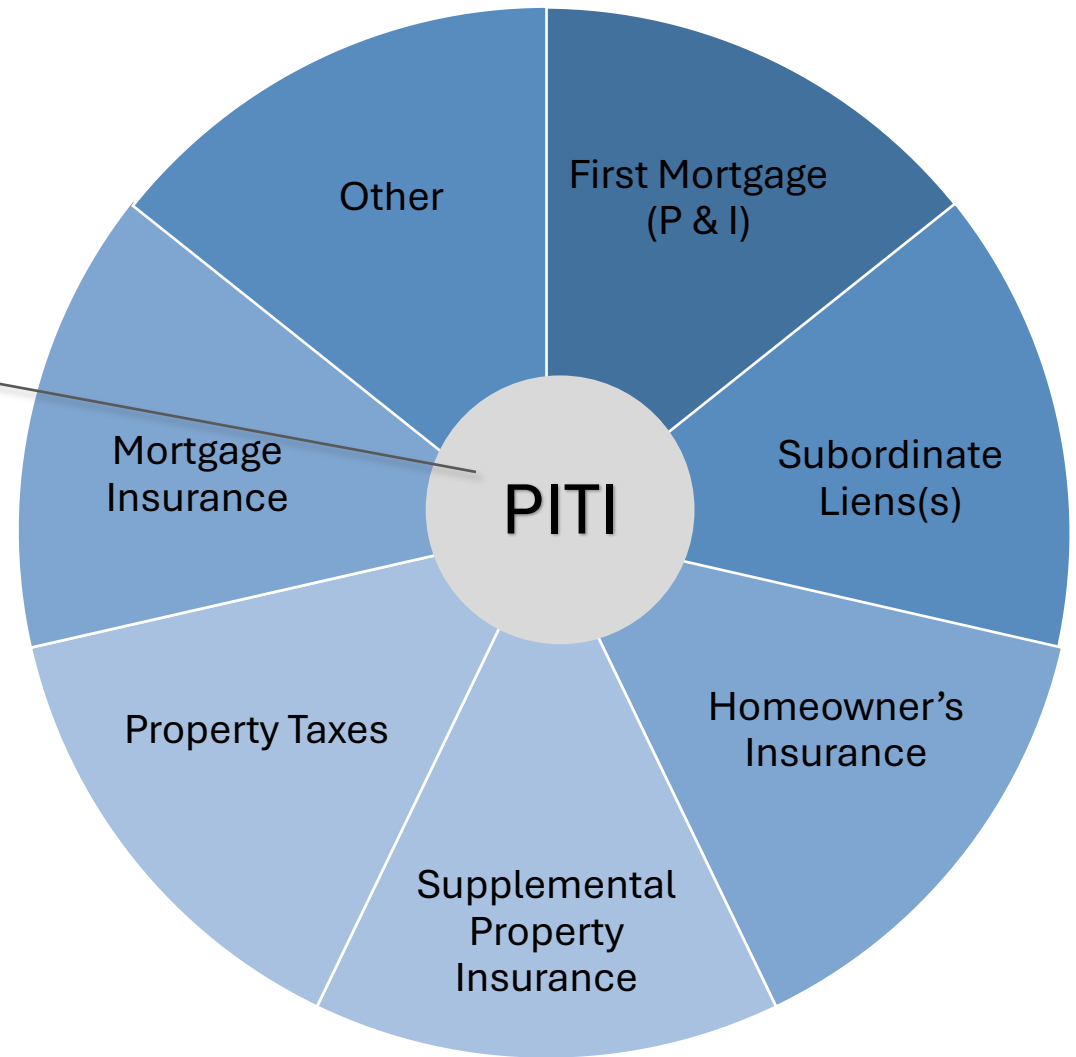 Other
First Mortgage
(P & I)
Mortgage
Insurance
PITI
Subordinate
Liens(s)
Property Taxes
Homeowner’s
Insurance
Supplemental
Property
Insurance